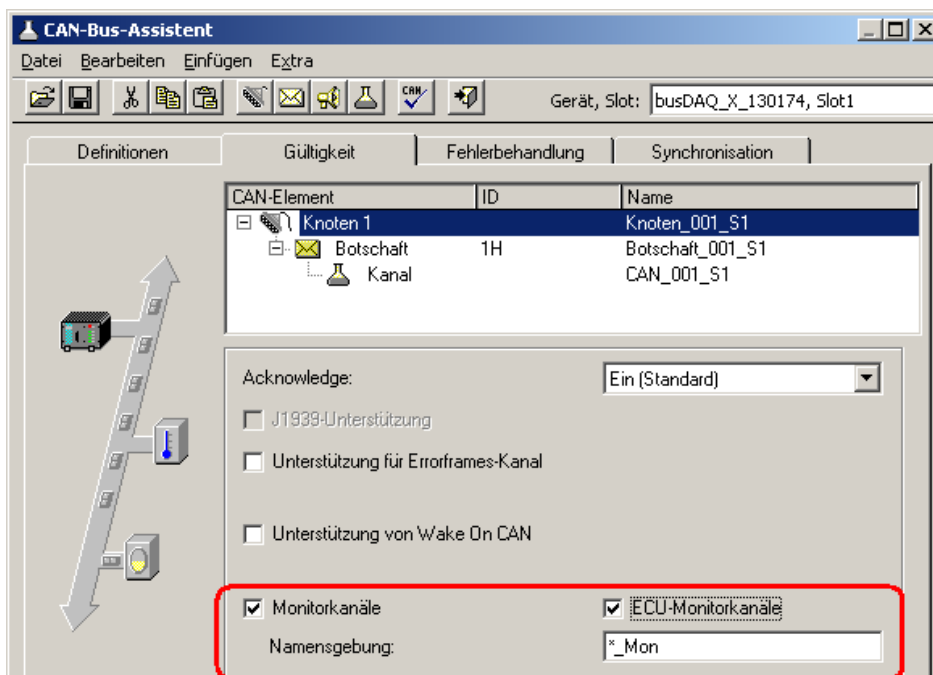 CAN-Bus-Assistent
Datei Bearbeiten Einfügen Extra
CAN Gerät, Slot: busDAQ_X_130174, Slot1
Definitionen Gültigkeit Fehlerbehandlung Synchronisation
CAN-Element ID Name
Knoten 1 Knoten_001_S1
Botschaft 1H Botschaft_001_S1
Kanal CAN_001_S1
Acknowledge: Ein (Standard)
J1939-Unterstützung
Unterstützung für Errorframes-Kanal
Unterstützung von Wake On CAN
Monitorkanäle ECU-Monitorkanäle
Namensgebung: *_Mon